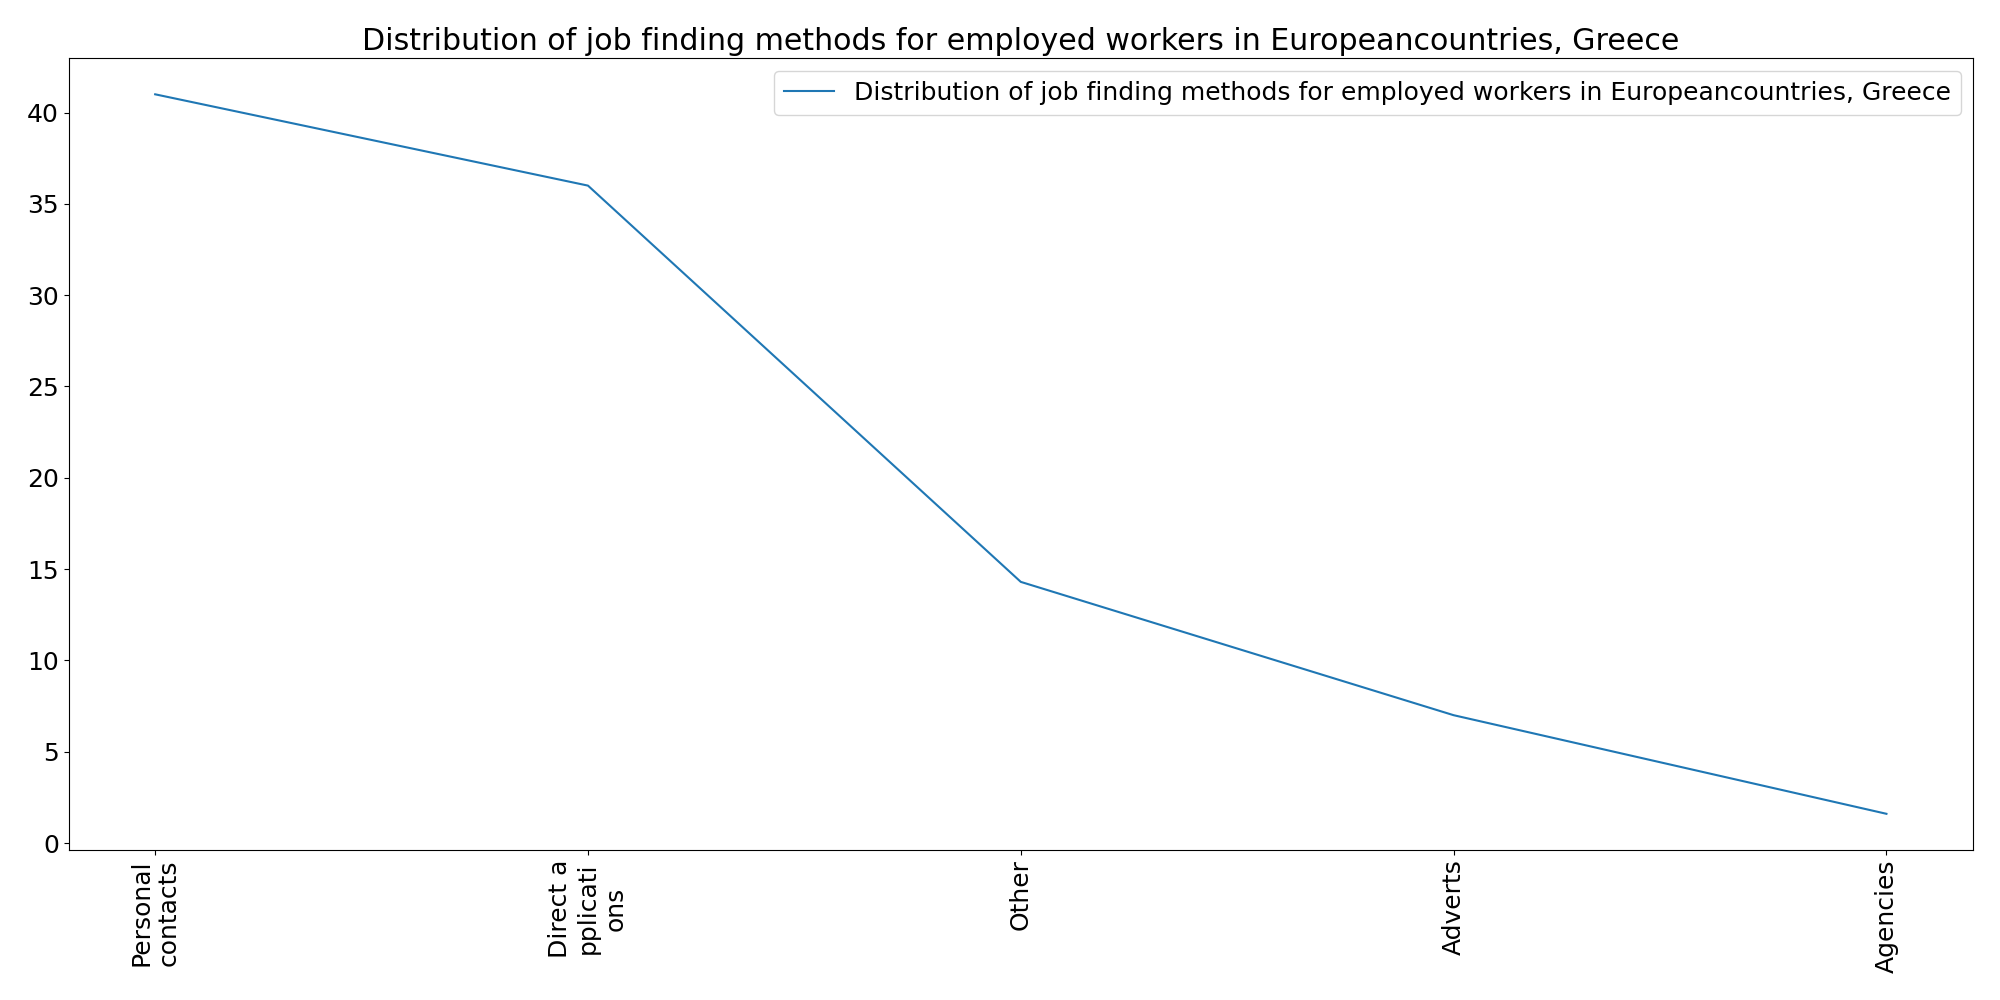 Distribution of job finding methods for employed workers in Europeancountries, Greece
Distribution of job finding methods for employed workers in Europeancountries, Greece
40
35
30
25
20
15
10
5
0
Personal
contacts
Direct a
pplicati
ons
Other
Adverts
Agencies